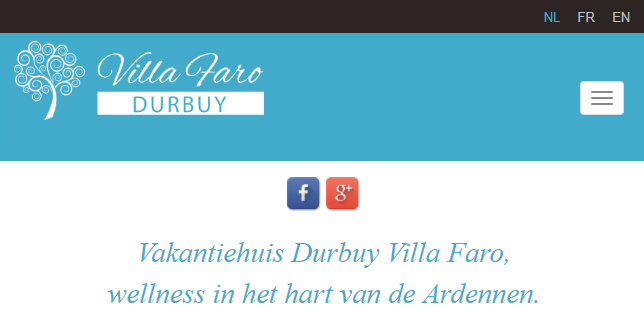 NL FR EN
Villa Faro
DURBUY
f g+
Vakantiehuis Durbuy Villa Faro,
wellness in het hart van de Ardennen.